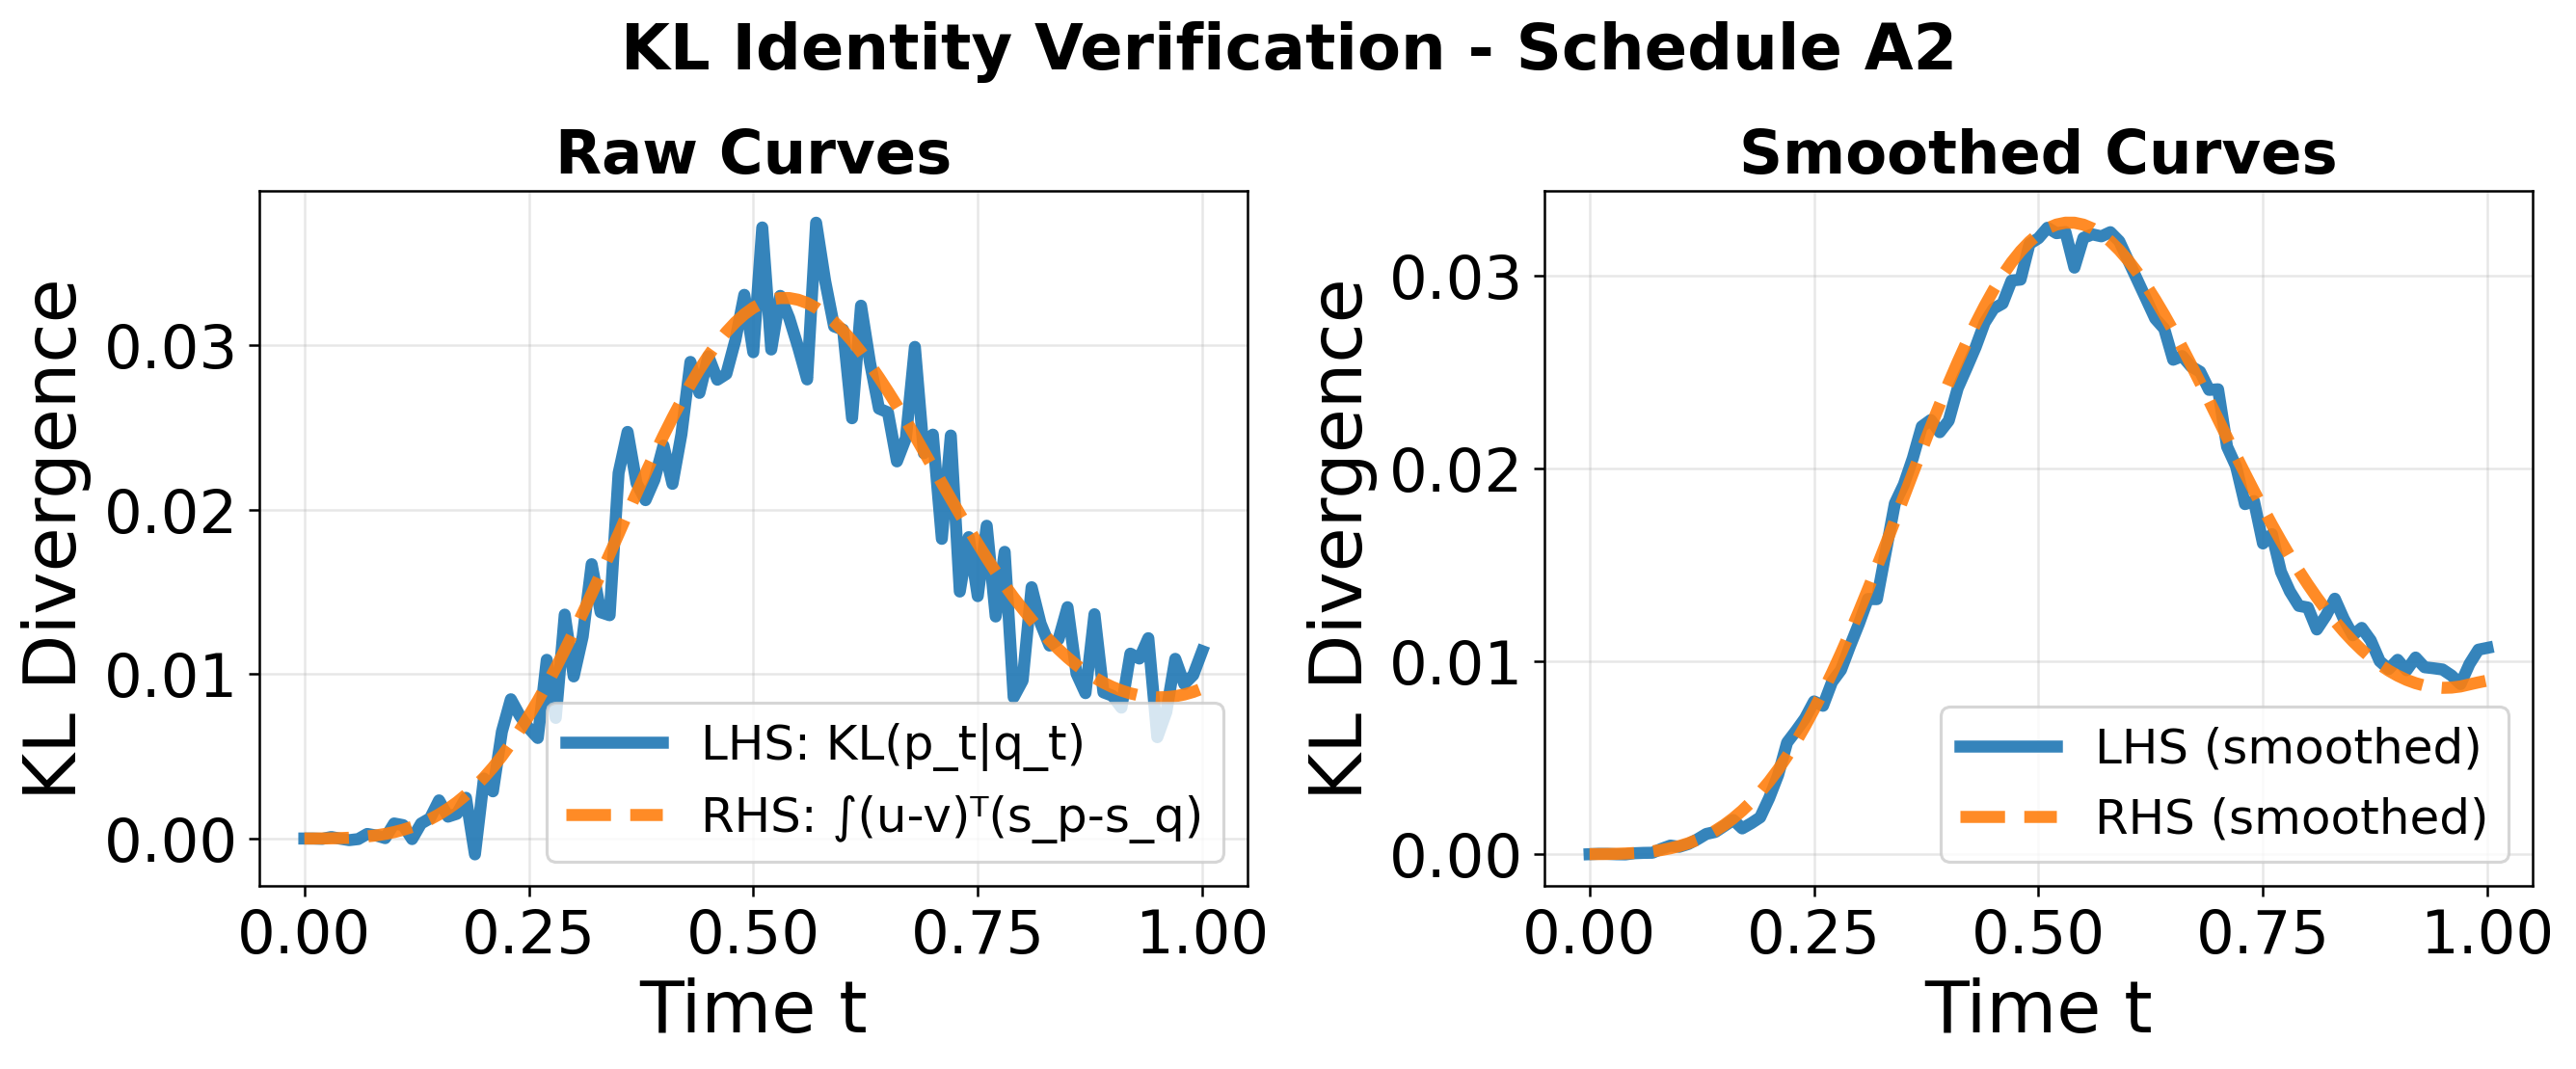 KL Identity Verification - Schedule A2
Raw Curves
KL Divergence
0.03
0.02
0.01
0.00
LHS: KL(p_t|q_t)
RHS: ∫(u-v)ᵀ(s_p-s_q)
0.00 0.25 0.50 0.75 1.00
Time t
Smoothed Curves
KL Divergence
0.03
0.02
0.01
0.00
LHS (smoothed)
RHS (smoothed)
0.00 0.25 0.50 0.75 1.00
Time t